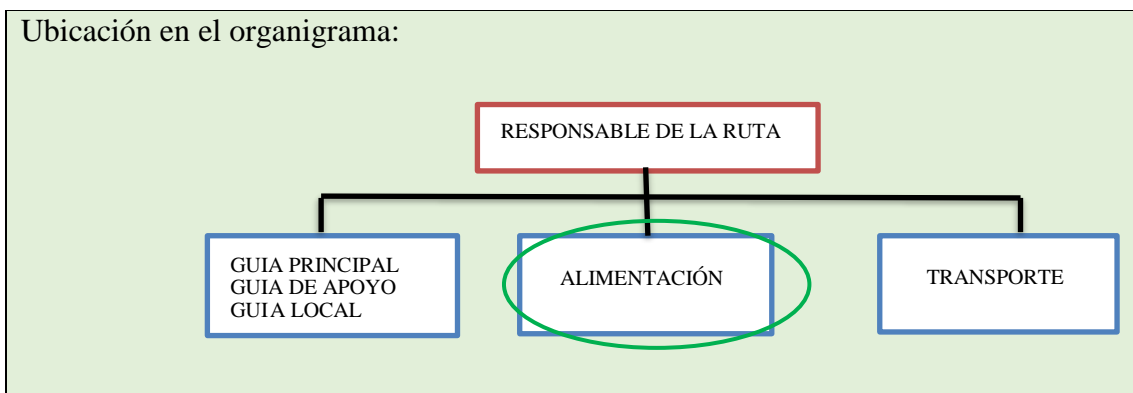 Ubicación en el organigrama:
RESPONSABLE DE LA RUTA
GUIA PRINCIPAL
GUIA DE APOYO
GUIA LOCAL
ALIMENTACIÓN
TRANSPORTE